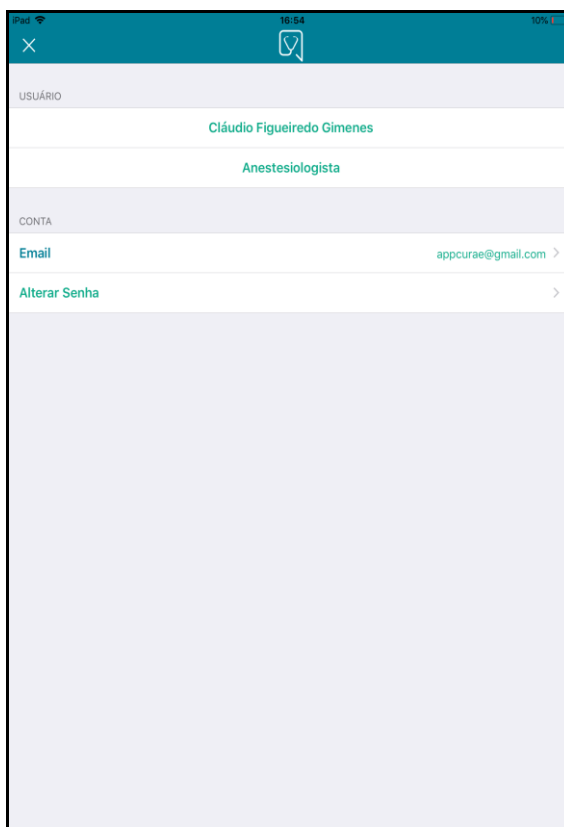 iPad 16:54 10%
USUÁRIO
Cláudio Figueiredo Gimenes
Anestesiologista
CONTA
Email appcurae@gmail.com
Alterar Senha